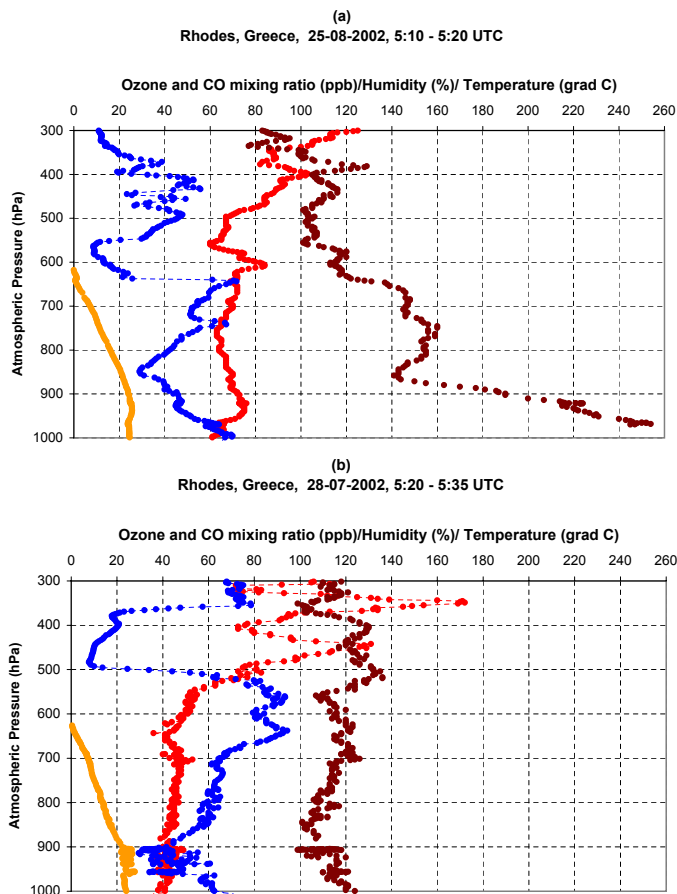 (a)
Rhodes, Greece, 25-08-2002, 5:10 - 5:20 UTC
Ozone and CO mixing ratio (ppb)/Humidity (%)/ Temperature (grad C)
0 20 40 60 80 100 120 140 160 180 200 220 240 260
Atmospheric Pressure (hPa)
300
400
500
600
700
800
900
1000
(b)
Rhodes, Greece, 28-07-2002, 5:20 - 5:35 UTC
Ozone and CO mixing ratio (ppb)/Humidity (%)/ Temperature (grad C)
0 20 40 60 80 100 120 140 160 180 200 220 240 260
Atmospheric Pressure (hPa)
300
400
500
600
700
800
900
1000